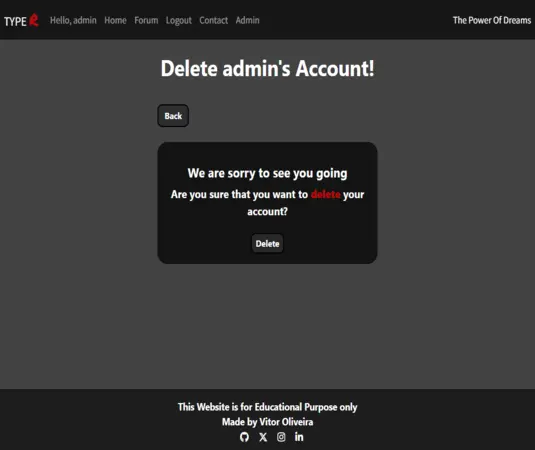 TYPE R Hello, admin Home Forum Logout Contact Admin The Power Of Dreams
Delete admin's Account!
Back
We are sorry to see you going
Are you sure that you want to delete your
account?
Delete
This Website is for Educational Purpose only
Made by Vitor Oliveira